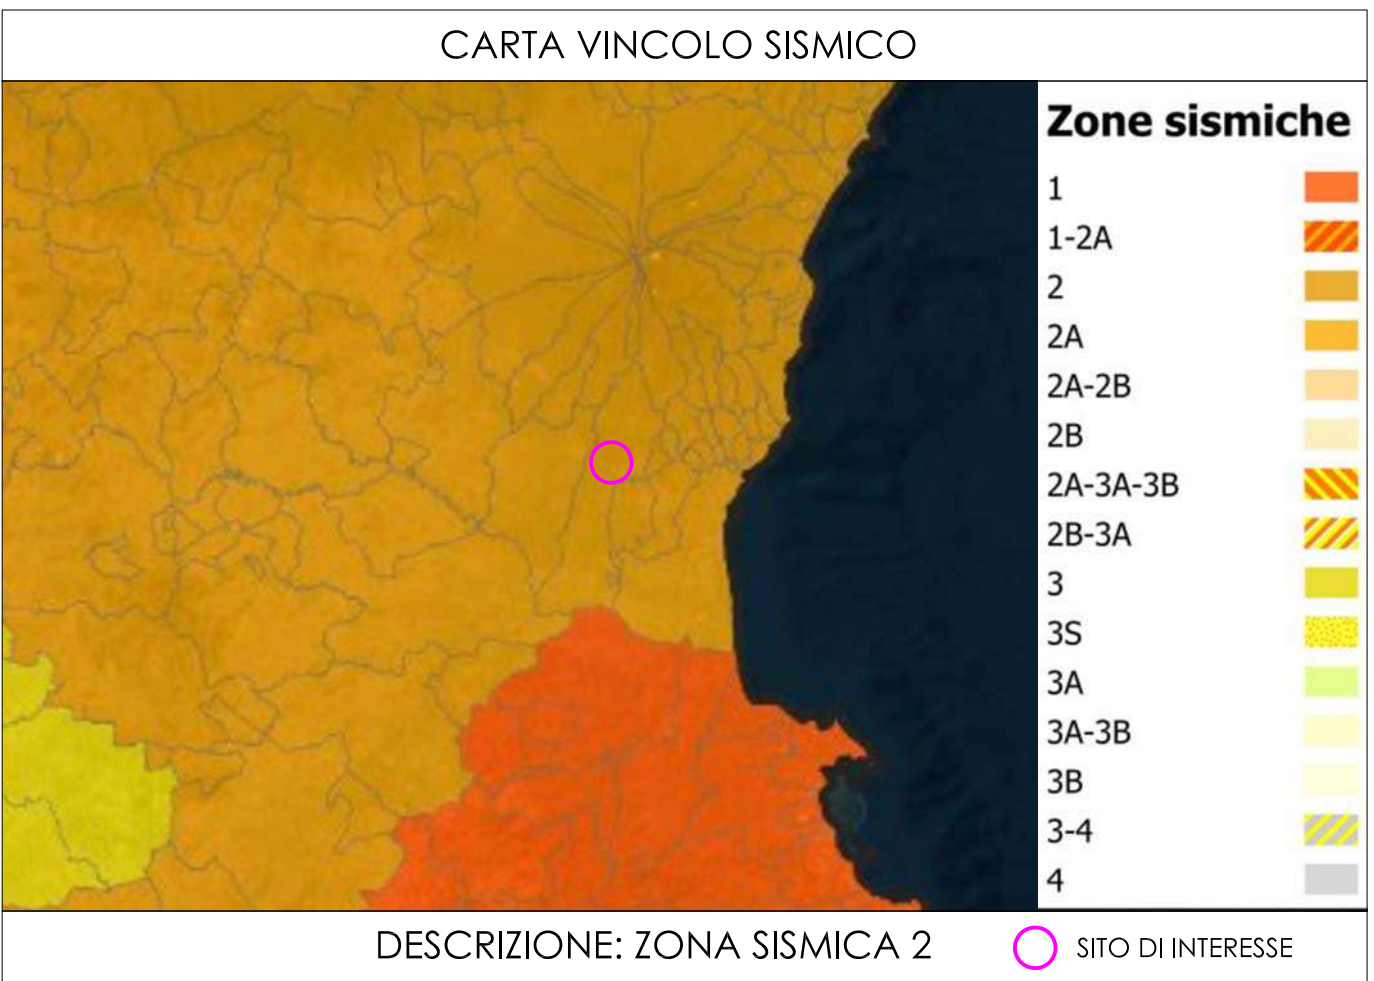 CARTA VINCOLO SISMICO
Zone sismiche
1
1-2A
2
2A
2A-2B
2B
2A-3A-3B
2B-3A
3
3S
3A
3A-3B
3B
3-4
4
DESCRIZIONE: ZONA SISMICA 2
SITO DI INTERESSE